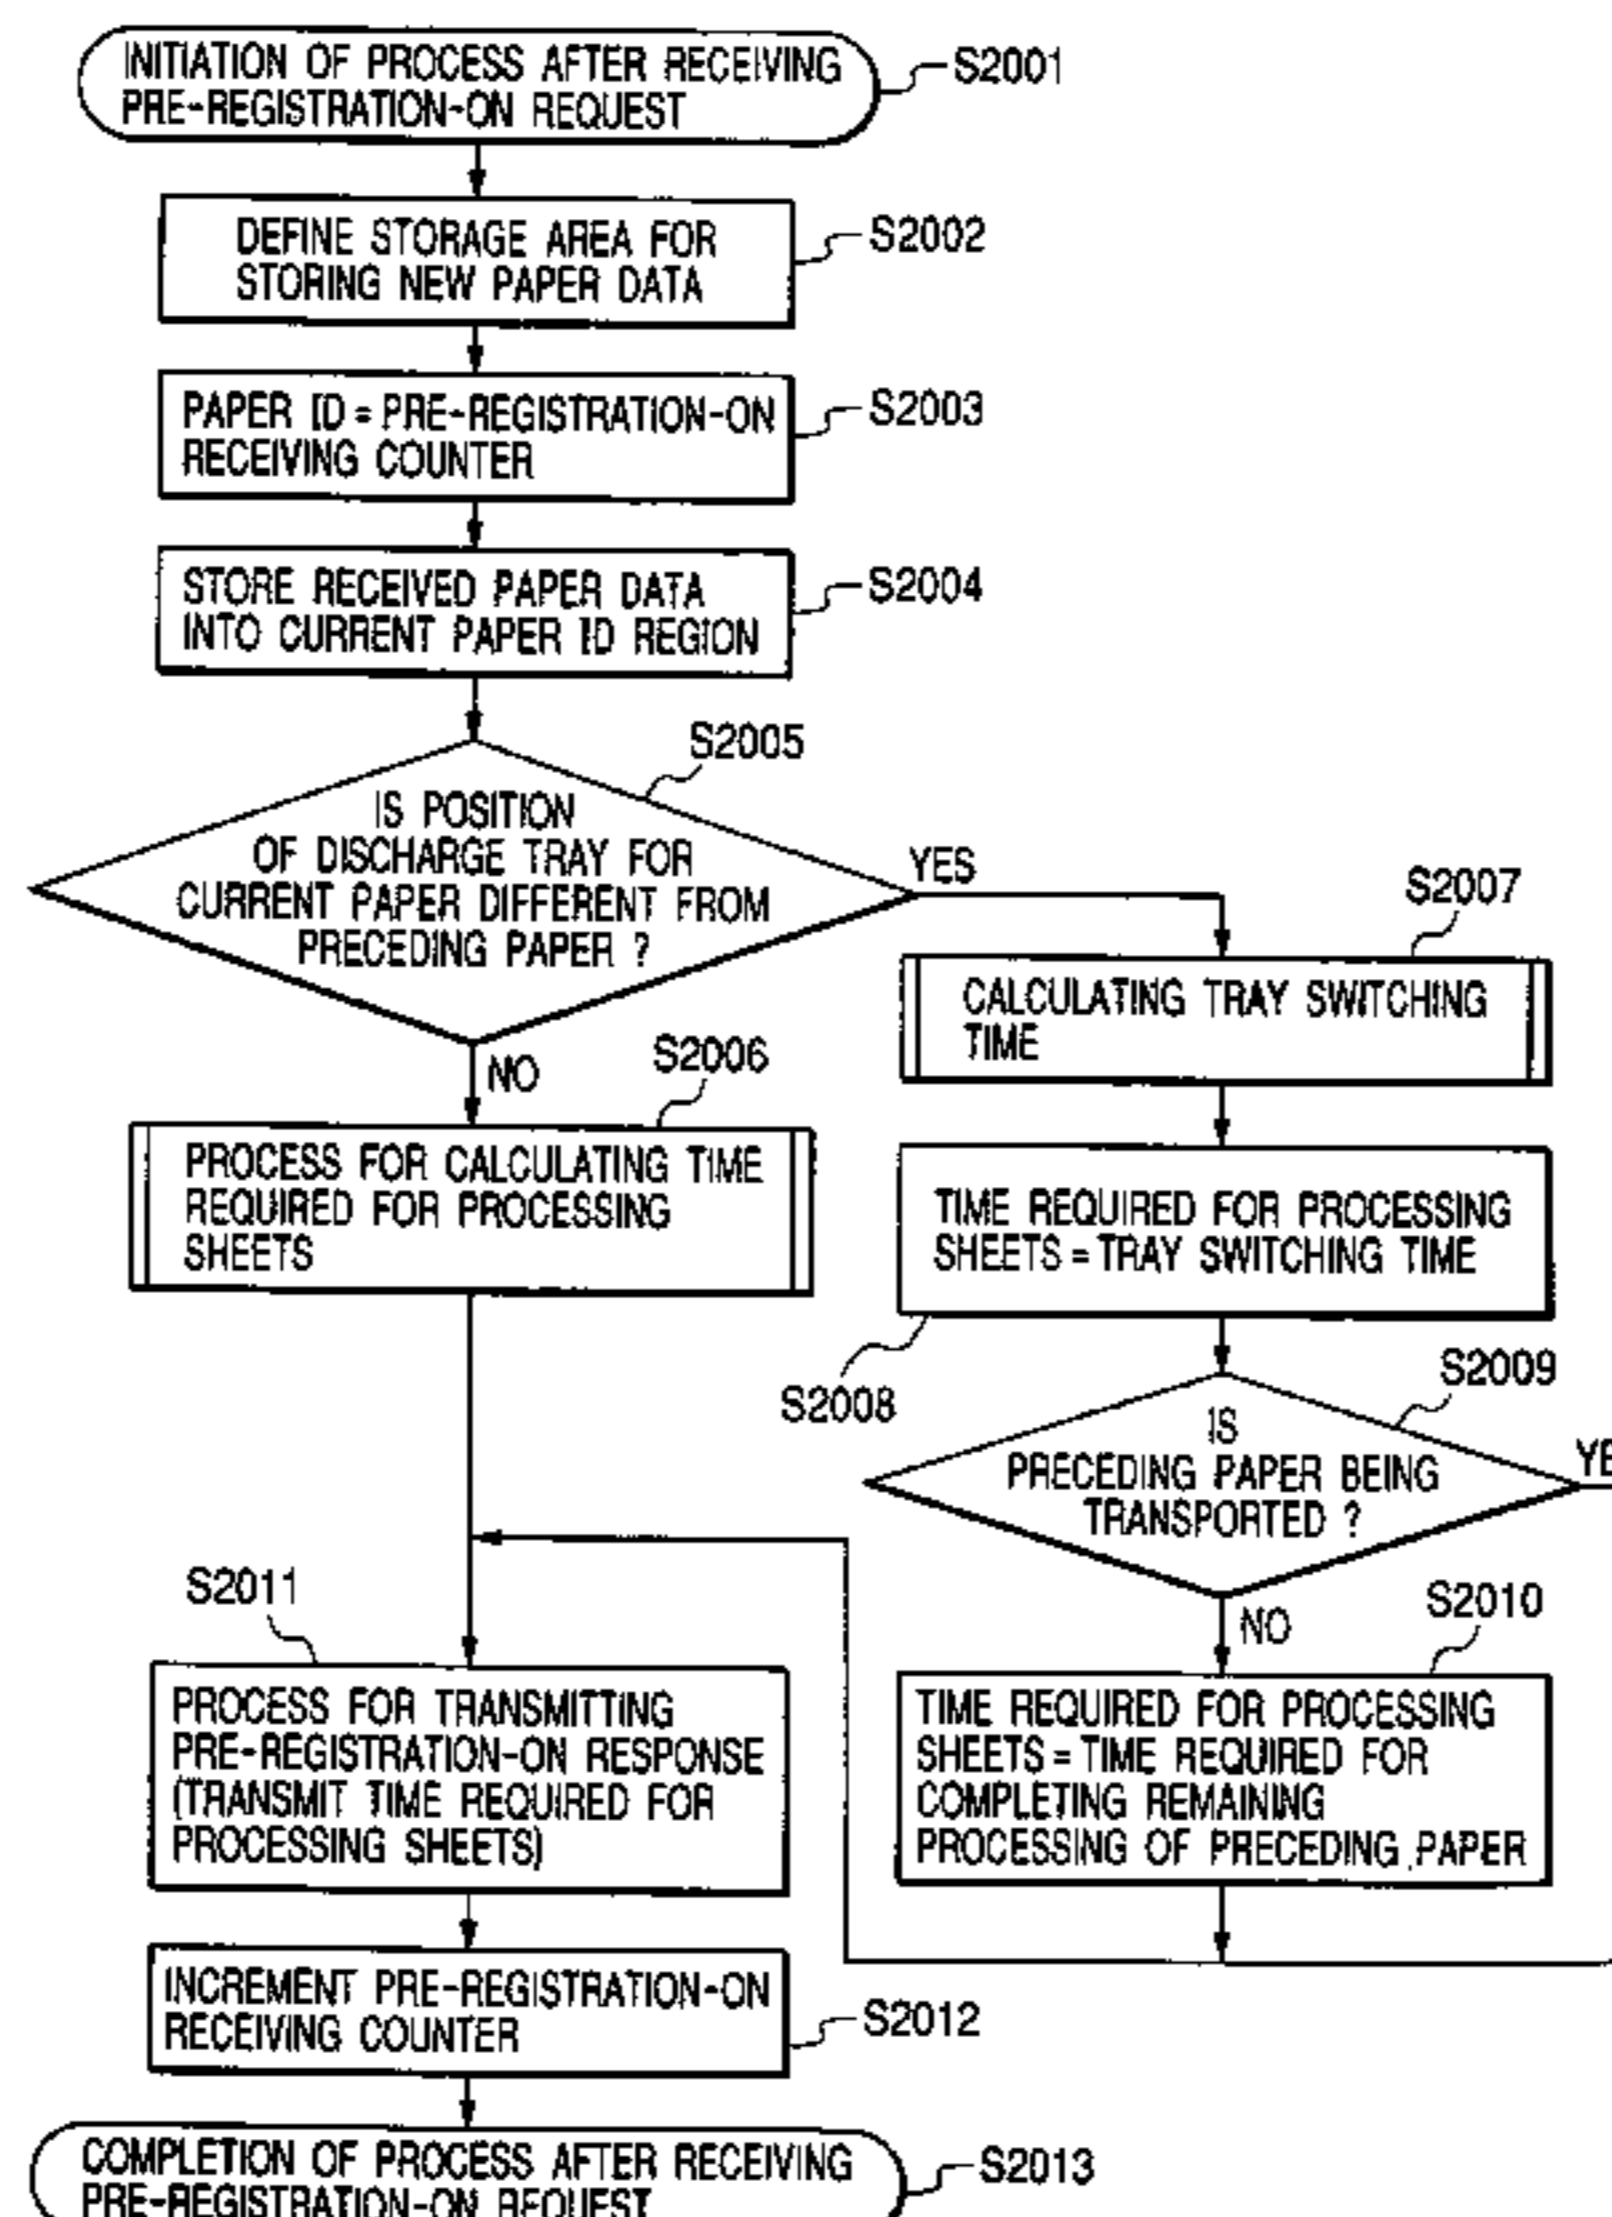 INITIATION OF PROCESS AFTER RECEIVING
PRE-REGISTRATION-ON REQUEST
S2001
DEFINE STORAGE AREA FOR
STORING NEW PAPER DATA
S2002
PAPER ID = PRE-REGISTRATION-ON
RECEIVING COUNTER
S2003
STORE RECEIVED PAPER DATA
INTO CURRENT PAPER ID REGION
S2004
S2005
IS POSITION
OF DISCHARGE TRAY FOR
CURRENT PAPER DIFFERENT FROM
PRECEDING PAPER ?
YES
NO
S2006
PROCESS FOR CALCULATING TIME
REQUIRED FOR PROCESSING
SHEETS
S2007
CALCULATING TRAY SWITCHING
TIME
TIME REQUIRED FOR PROCESSING
SHEETS = TRAY SWITCHING TIME
S2008
S2009
IS
PRECEDING PAPER BEING
TRANSPORTED ?
YE
NO
S2010
TIME REQUIRED FOR PROCESSING
SHEETS = TIME REQUIRED FOR
COMPLETING REMAINING
PROCESSING OF PRECEDING PAPER
S2011
PROCESS FOR TRANSMITTING
PRE-REGISTRATION-ON RESPONSE
(TRANSMIT TIME REQUIRED FOR
PROCESSING SHEETS)
INCREMENT PRE-REGISTRATION-ON
RECEIVING COUNTER
S2012
COMPLETION OF PROCESS AFTER RECEIVING
PRE-REGISTRATION-ON REQUEST
S2013